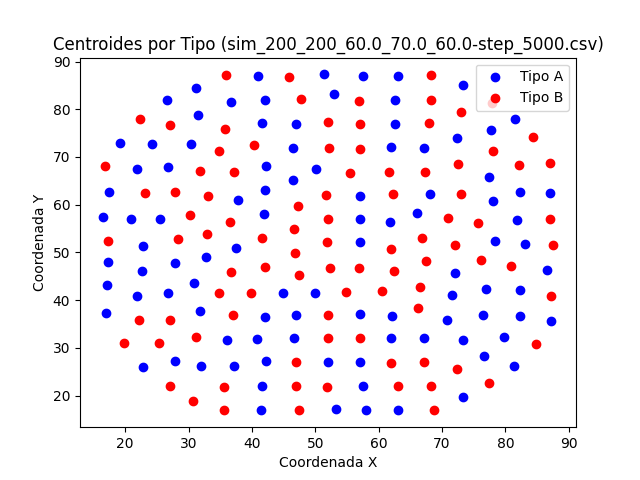 Centroides por Tipo (sim_200_200_60.0_70.0_60.0-step_5000.csv)
Tipo A
Tipo B
90
80
70
60
50
40
30
20
Coordenada Y
20 30 40 50 60 70 80 90
Coordenada X